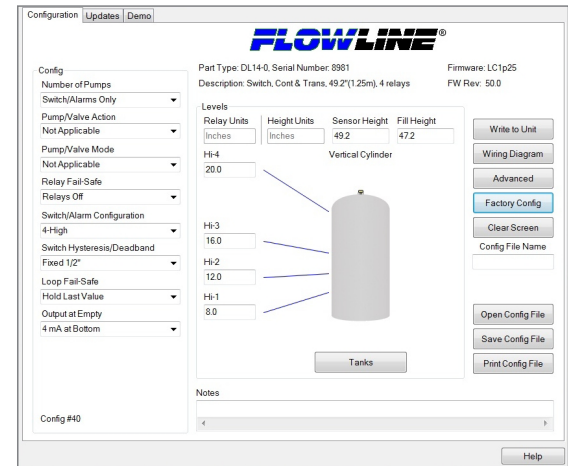 Configuration Updates Demo
FLOWLINE®
Config
Number of Pumps
Switch/Alarms Only
Pump/Valve Action
Not Applicable
Pump/Valve Mode
Not Applicable
Relay Fail-Safe
Relays Off
Switch/Alarm Configuration
4-High
Switch Hysteresis/Deadband
Fixed 1/2"
Loop Fail-Safe
Hold Last Value
Output at Empty
4 mA at Bottom
Config #40
Part Type: DL14-0, Serial Number: 8981
Firmware: LC1p25
Description: Switch, Cont & Trans, 49.2"(1.25m), 4 relays
FW Rev: 50.0
Levels
Relay Units Height Units Sensor Height Fill Height
Inches Inches 49.2 47.2
Hi-4
Vertical Cylinder
20.0
Hi-3
16.0
Hi-2
12.0
Hi-1
8.0
Tanks
Notes
Write to Unit
Wiring Diagram
Advanced
Factory Config
Clear Screen
Config File Name
Open Config File
Save Config File
Print Config File
Help